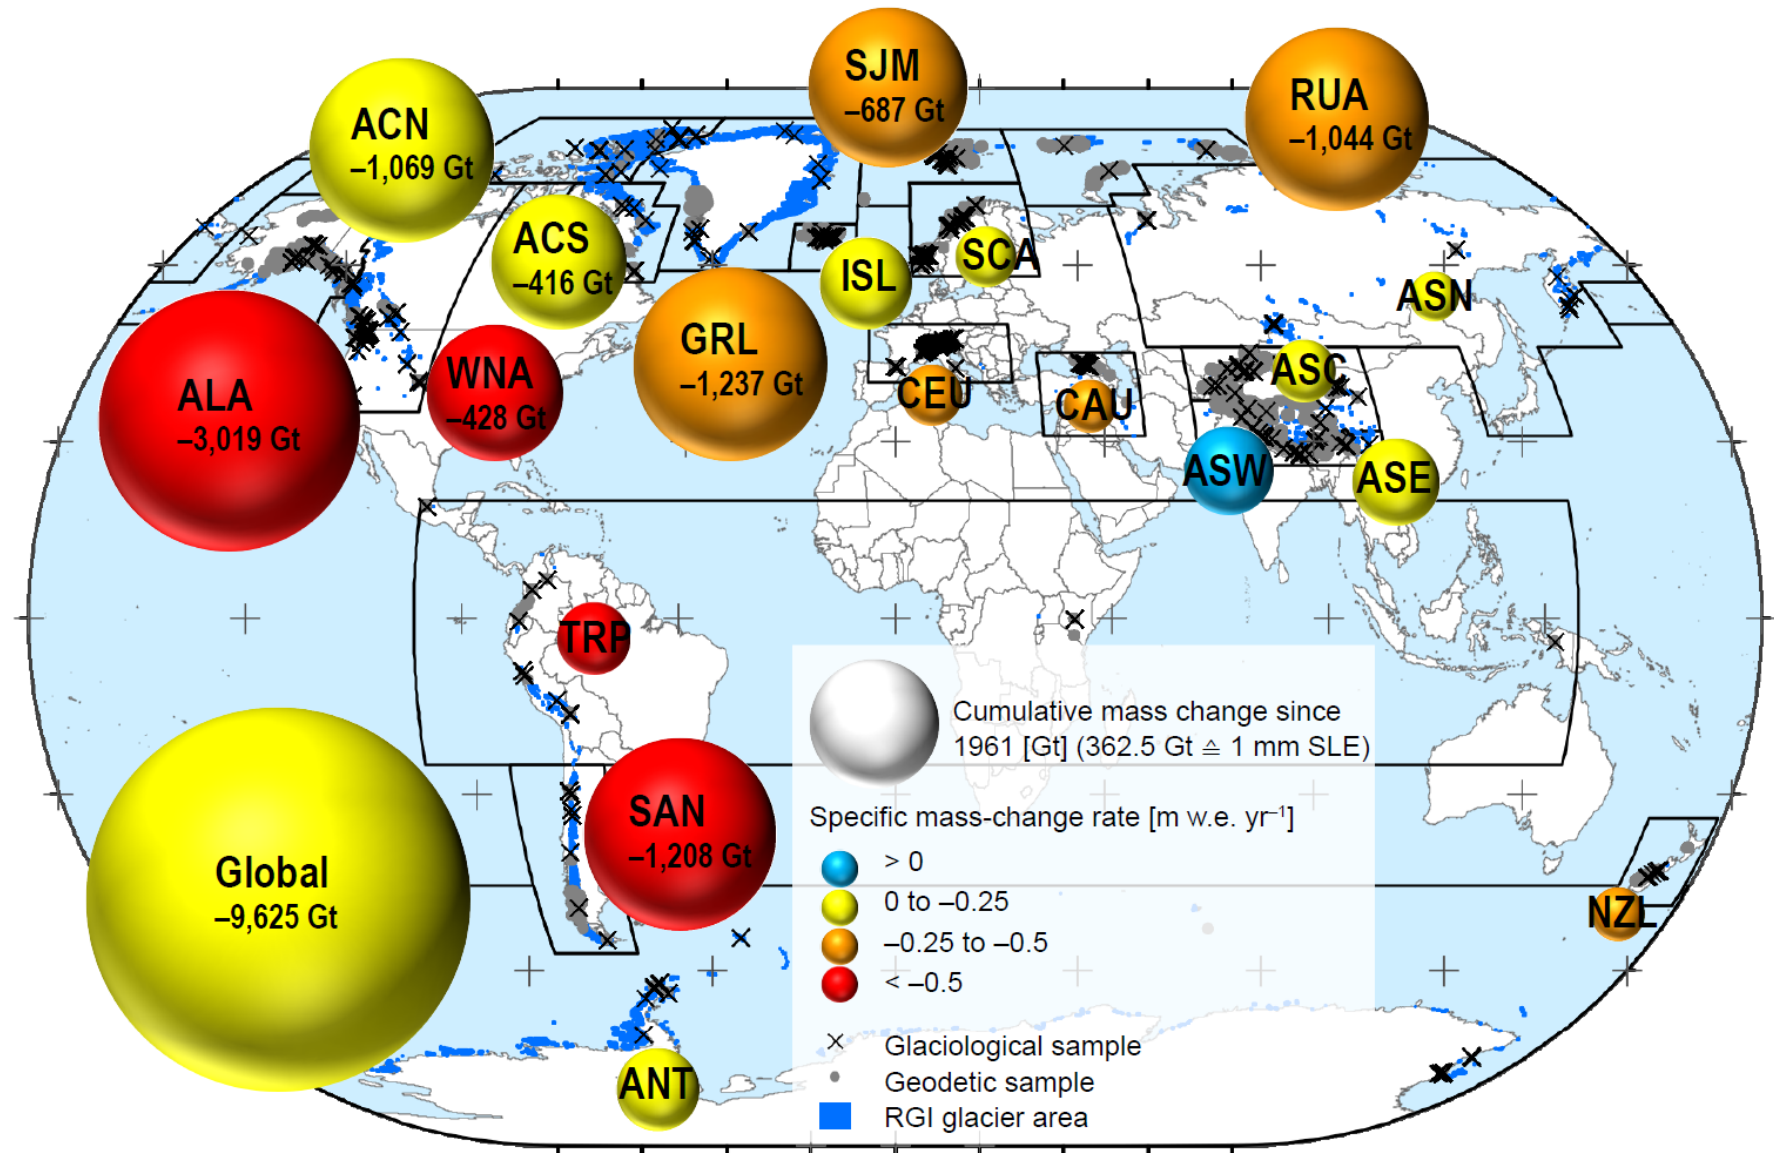 SJM
–687 Gt
RUA
–1,044 Gt
ACN
–1,069 Gt
ACS
–416 Gt
ISL
SCA
ASN
GRL
–1,237 Gt
ALA
–3,019 Gt
WNA
–428 Gt
CEU
CAU
ASC
ASW
ASE
TRP
SAN
–1,208 Gt
Global
–9,625 Gt
NZL
ANT
Cumulative mass change since
1961 [Gt] (362.5 Gt ≙ 1 mm SLE)
Specific mass-change rate [m w.e. yr⁻¹]
> 0
0 to –0.25
–0.25 to –0.5
< –0.5
Glaciological sample
Geodetic sample
RGI glacier area